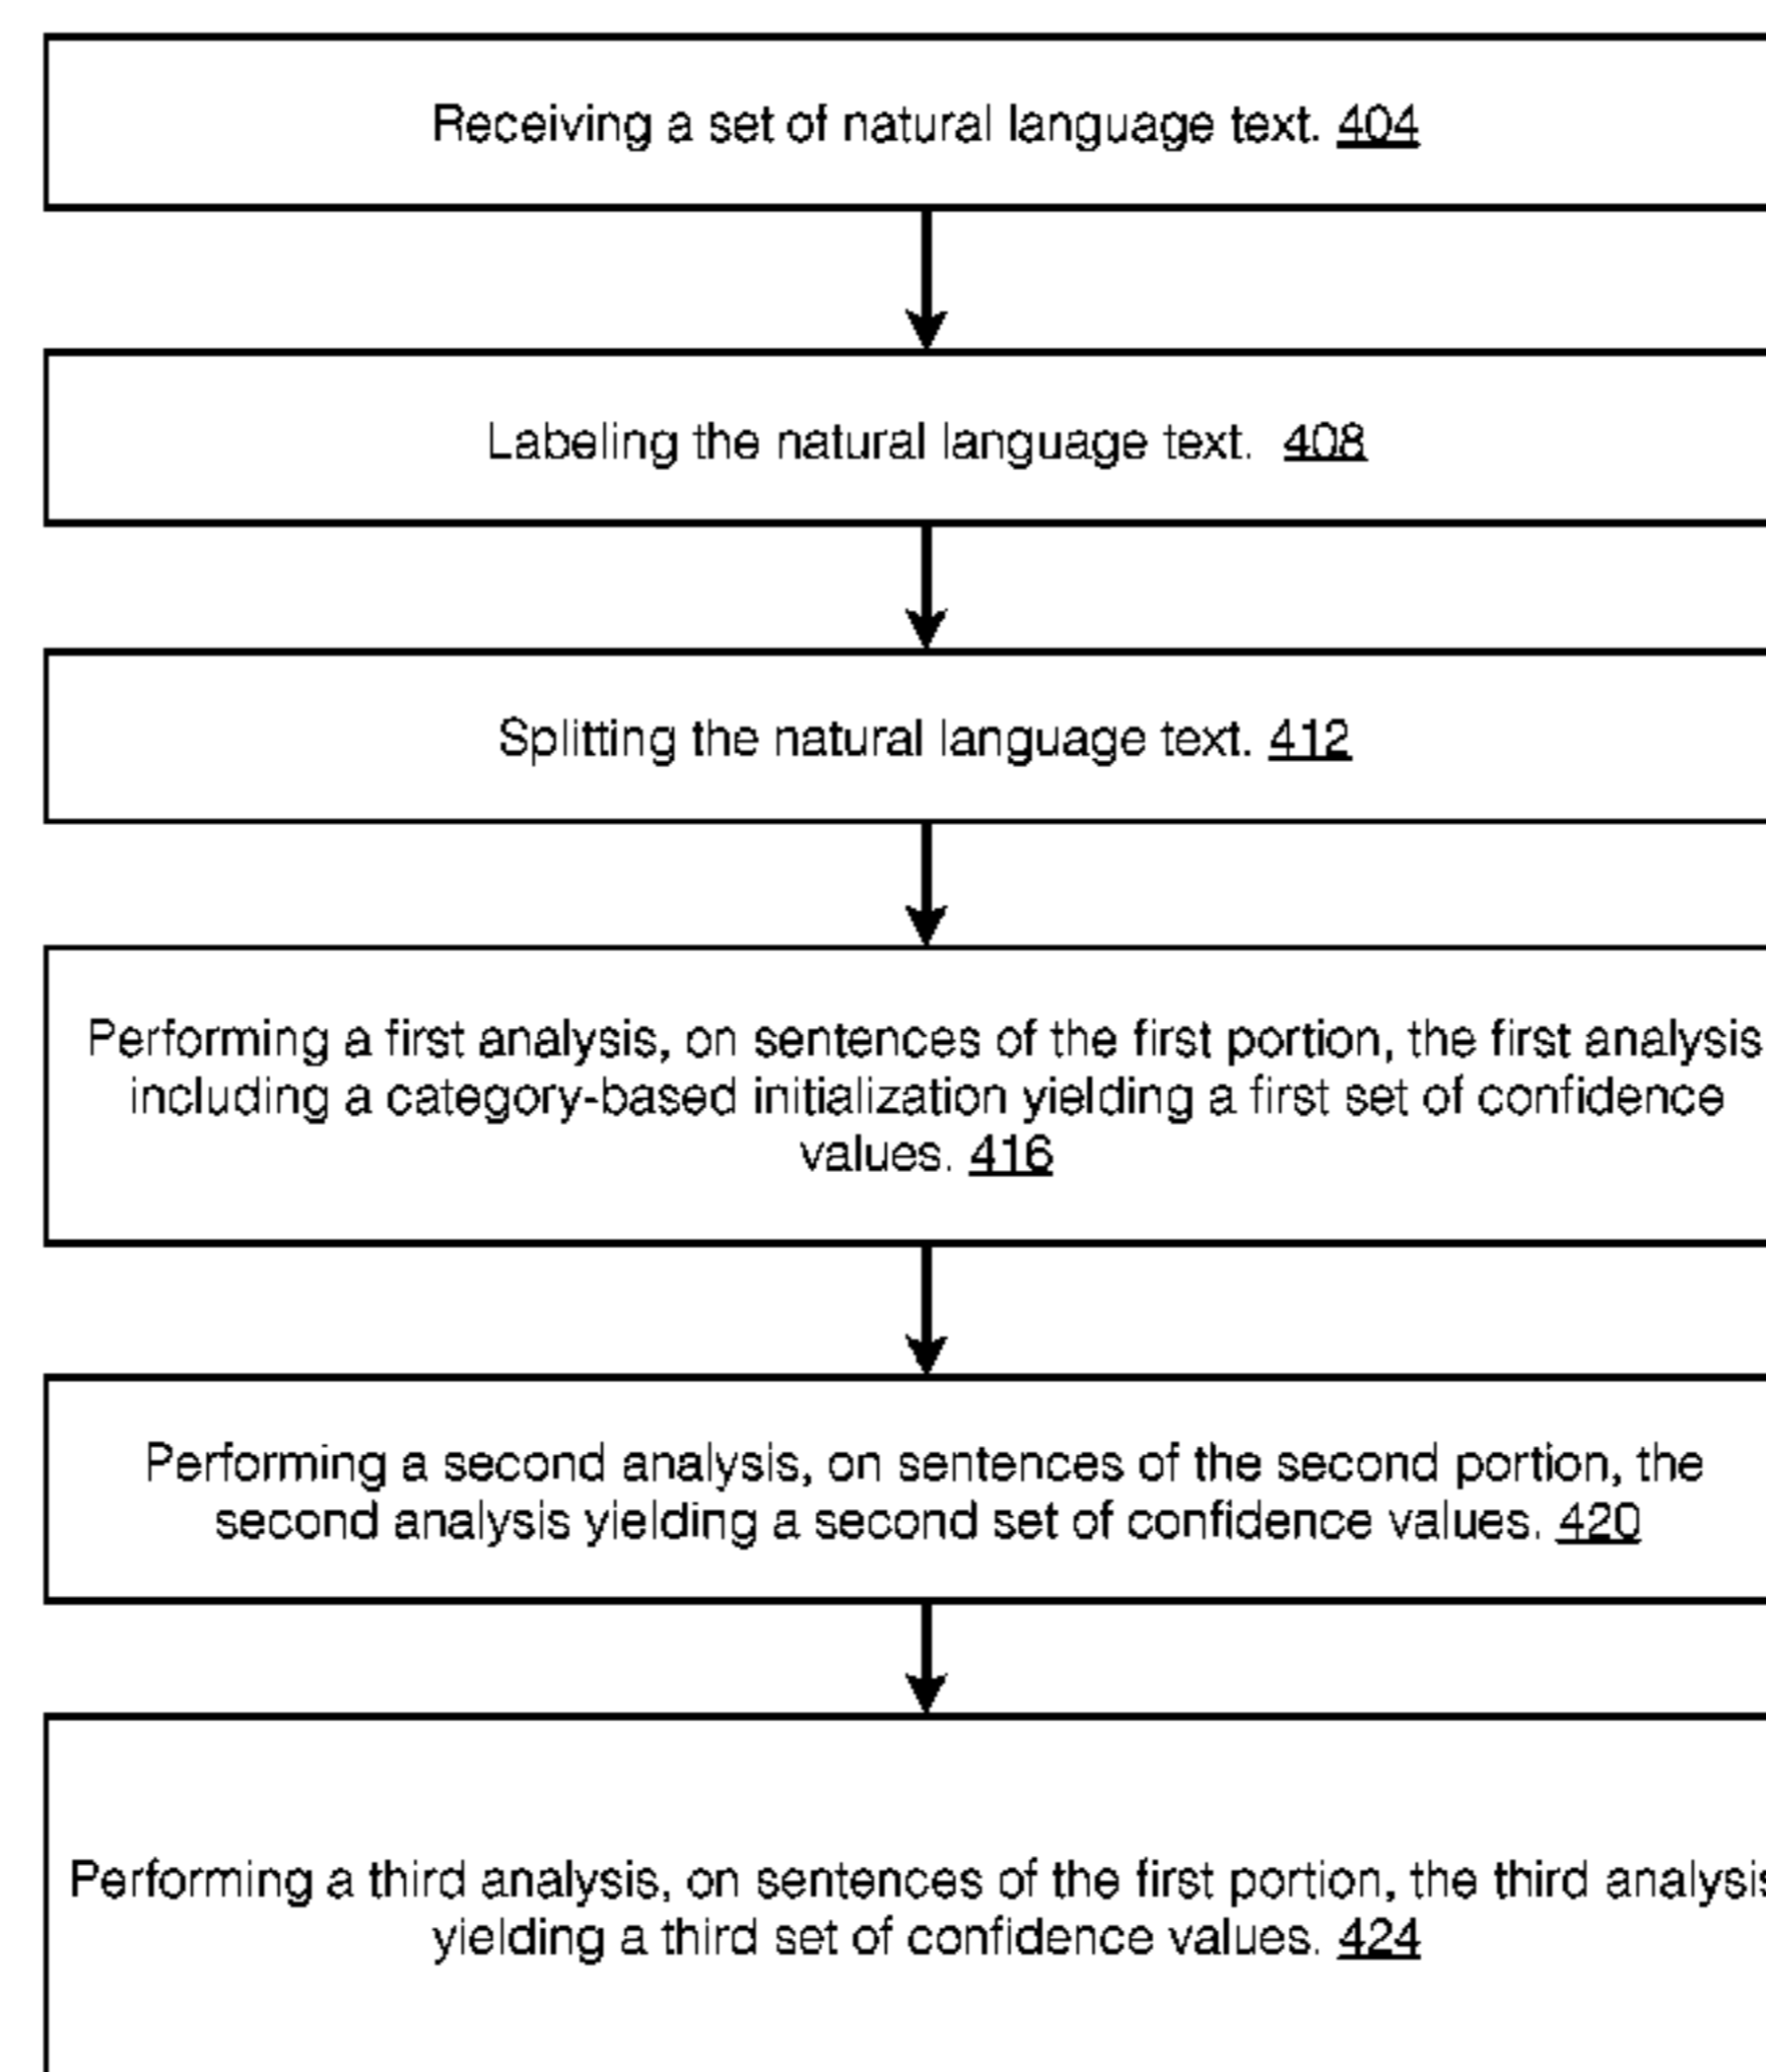 Receiving a set of natural language text. 404
Labeling the natural language text. 408
Splitting the natural language text. 412
Performing a first analysis, on sentences of the first portion, the first analysis
including a category-based initialization yielding a first set of confidence
values. 416
Performing a second analysis, on sentences of the second portion, the
second analysis yielding a second set of confidence values. 420
Performing a third analysis, on sentences of the first portion, the third analysis
yielding a third set of confidence values. 424